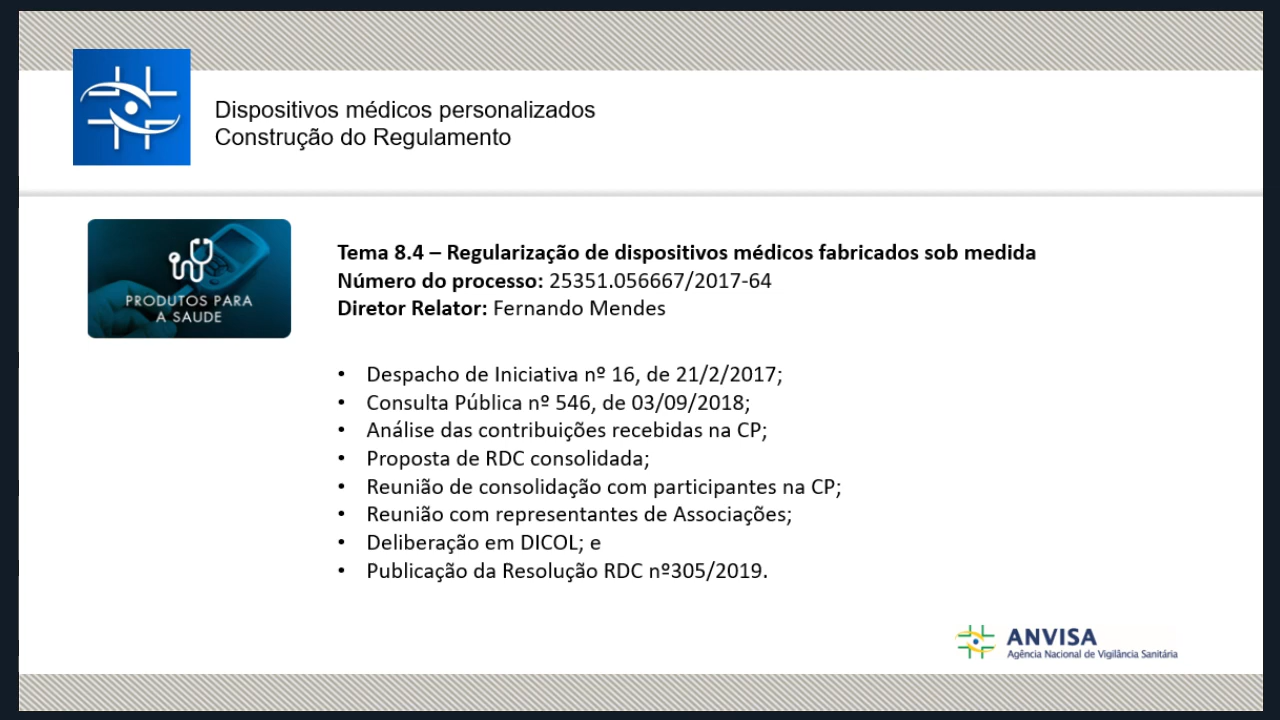 Dispositivos médicos personalizados
Construção do Regulamento
PRODUTOS PARA
A SAUDE
Tema 8.4 – Regularização de dispositivos médicos fabricados sob medida
Número do processo: 25351.056667/2017-64
Diretor Relator: Fernando Mendes
• Despacho de Iniciativa nº 16, de 21/2/2017;
• Consulta Pública nº 546, de 03/09/2018;
• Análise das contribuições recebidas na CP;
• Proposta de RDC consolidada;
• Reunião de consolidação com participantes na CP;
• Reunião com representantes de Associações;
• Deliberação em DICOL; e
• Publicação da Resolução RDC nº305/2019.
ANVISA
Agência Nacional de Vigilância Sanitária